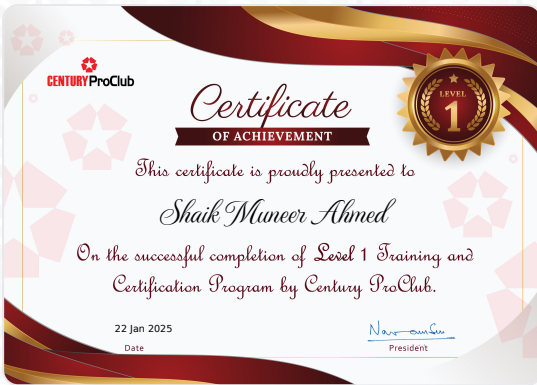 CENTURY ProClub
LEVEL
1
Certificate
OF ACHIEVEMENT
This certificate is proudly presented to
Shaik Muneer Ahmed
On the successful completion of Level 1 Training and
Certification Program by Century ProClub.
22 Jan 2025
Date
President